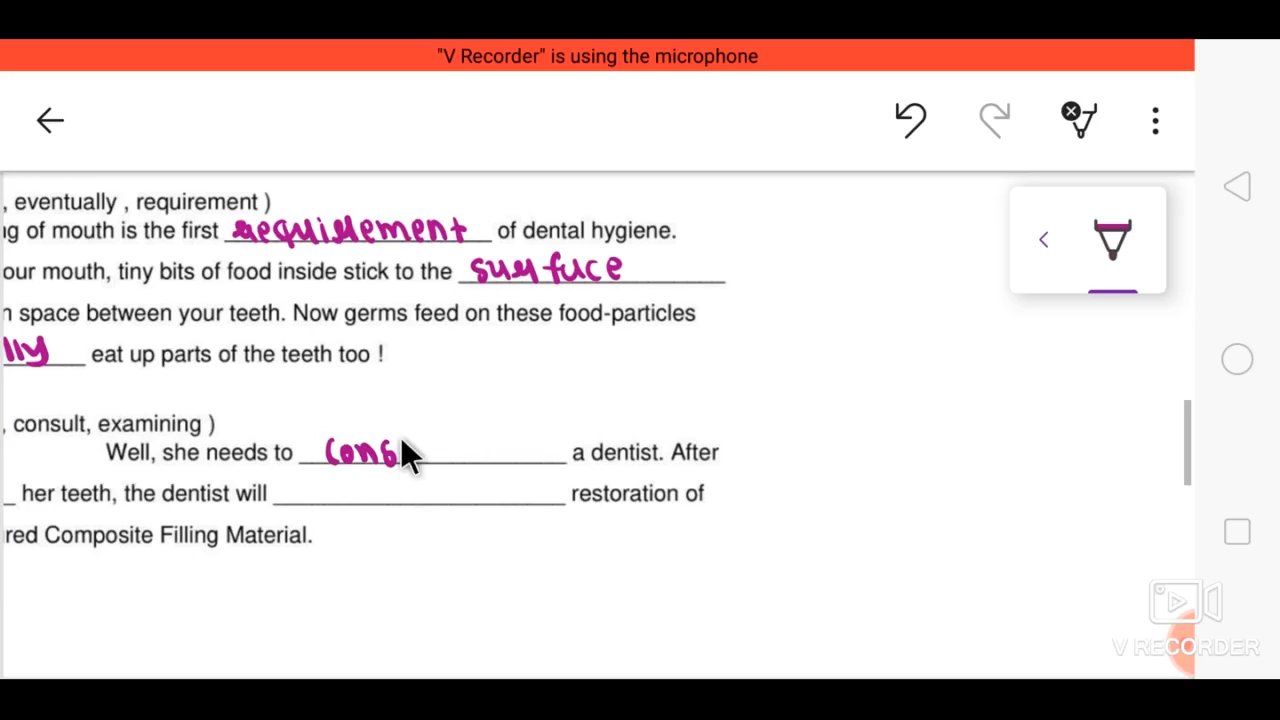 "V Recorder" is using the microphone
, eventually , requirement )
ng of mouth is the first requirement of dental hygiene.
our mouth, tiny bits of food inside stick to the surface
n space between your teeth. Now germs feed on these food-particles
lly eat up parts of the teeth too !
, consult, examining )
Well, she needs to cons a dentist. After
her teeth, the dentist will restoration of
red Composite Filling Material.
V RECORDER